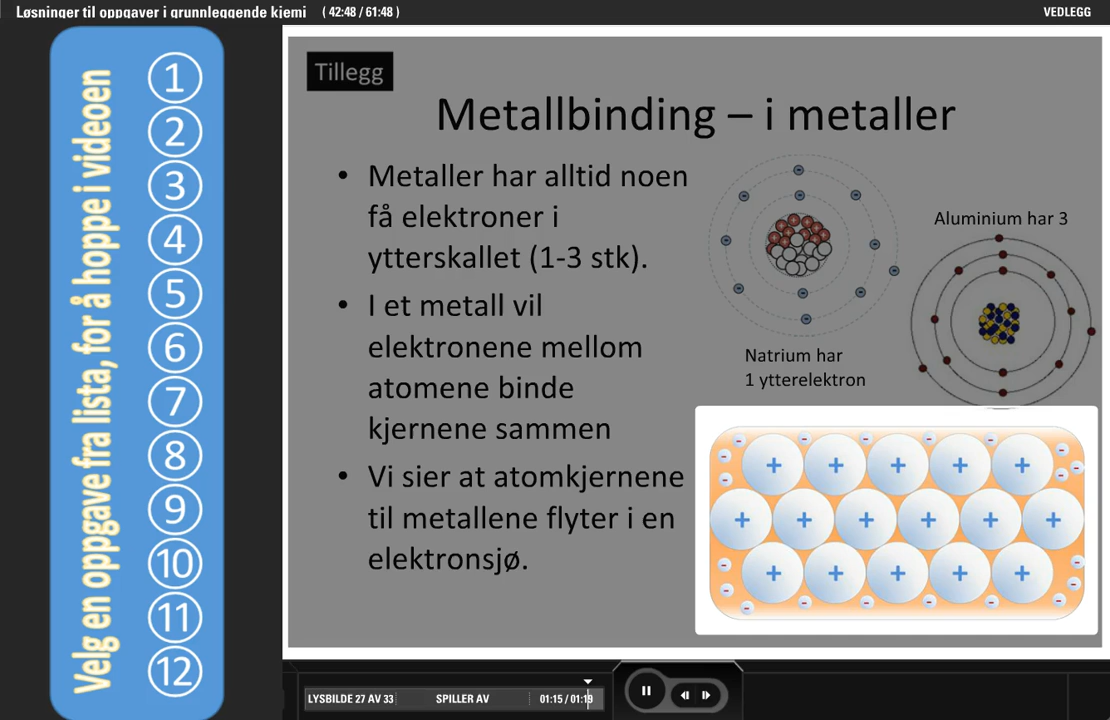 Løsninger til oppgaver i grunnleggende kjemi ( 42:48 / 61:48 )
VEDLEGG
Velg en oppgave fra lista, for å hoppe i videoen
1
2
3
4
5
6
7
8
9
10
11
12
Tillegg
Metallbinding – i metaller
• Metaller har alltid noen
få elektroner i
ytterskallet (1-3 stk).
• I et metall vil
elektronene mellom
atomene binde
kjernene sammen
• Vi sier at atomkjernene
til metallene flyter i en
elektronsjø.
Natrium har
1 ytterelektron
Aluminium har 3
+ + + + +
+ + + + + +
+ + + + +
LYSBILDE 27 AV 33
SPILLER AV
01:15 / 01:19